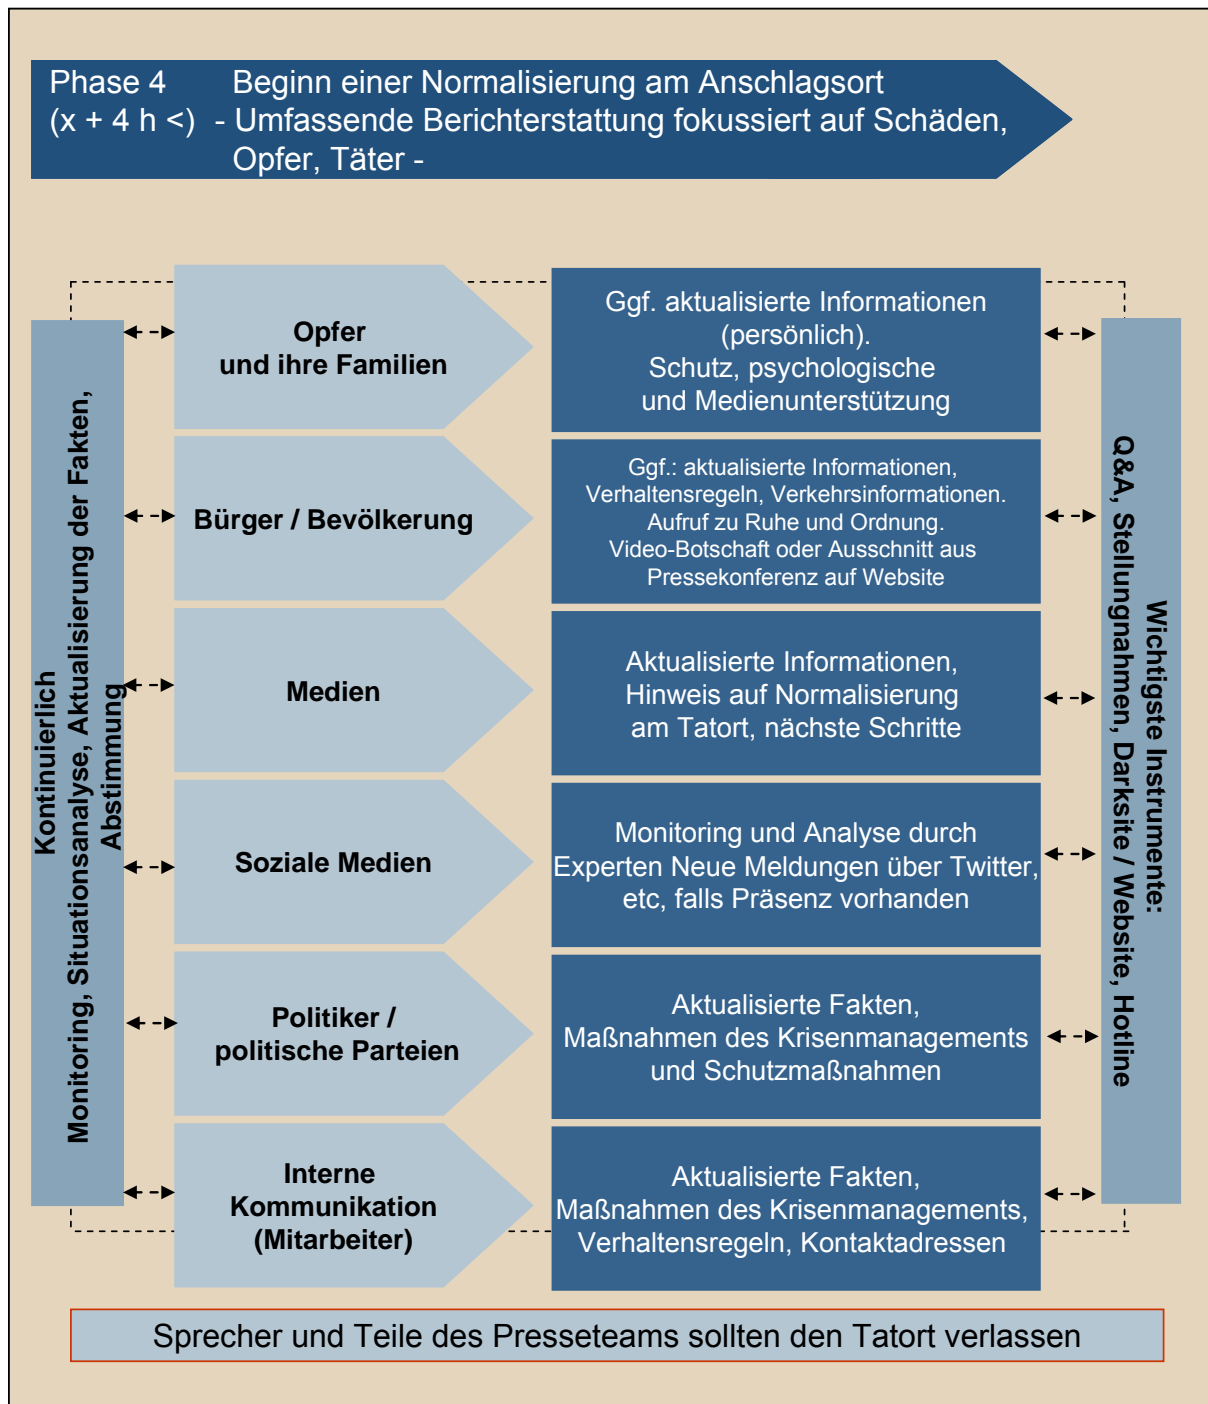 Phase 4 Beginn einer Normalisierung am Anschlagsort
(x + 4 h <) - Umfassende Berichterstattung fokussiert auf Schäden,
Opfer, Täter -
Kontinuierlich
Monitoring, Situationsanalyse, Aktualisierung der Fakten,
Abstimmung
Opfer
und ihre Familien
Ggf. aktualisierte Informationen
(persönlich).
Schutz, psychologische
und Medienunterstützung
Bürger / Bevölkerung
Ggf.: aktualisierte Informationen,
Verhaltensregeln, Verkehrsinformationen.
Aufruf zu Ruhe und Ordnung.
Video-Botschaft oder Ausschnitt aus
Pressekonferenz auf Website
Medien
Aktualisierte Informationen,
Hinweis auf Normalisierung
am Tatort, nächste Schritte
Soziale Medien
Monitoring und Analyse durch
Experten Neue Meldungen über Twitter,
etc, falls Präsenz vorhanden
Politiker /
politische Parteien
Aktualisierte Fakten,
Maßnahmen des Krisenmanagements
und Schutzmaßnahmen
Interne
Kommunikation
(Mitarbeiter)
Aktualisierte Fakten,
Maßnahmen des Krisenmanagements,
Verhaltensregeln, Kontaktadressen
Wichtigste Instrumente:
Q&A, Stellungnahmen, Darksite / Website, Hotline
Sprecher und Teile des Presseteams sollten den Tatort verlassen